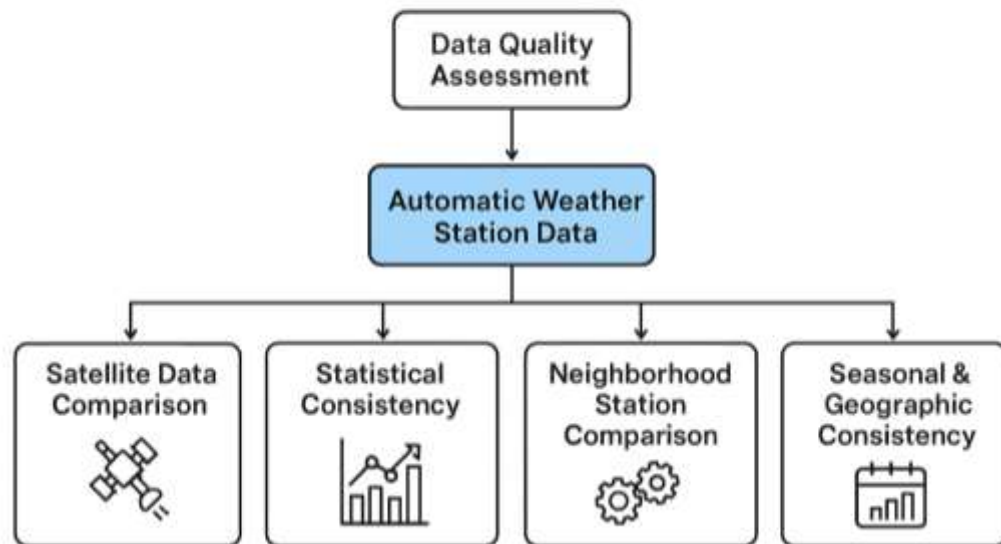 Data Quality
Assessment
Automatic Weather
Station Data
Satellite Data
Comparison
Statistical
Consistency
Neighborhood
Station
Comparison
Seasonal &
Geographic
Consistency